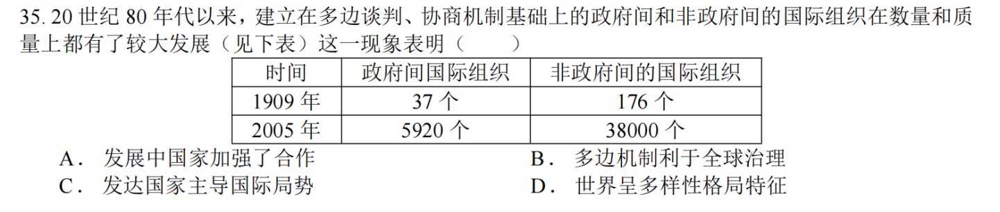 35. 20 世纪 80 年代以来，建立在多边谈判、协商机制基础上的政府间和非政府间的国际组织在数量和质
量上都有了较大发展（见下表）这一现象表明（　　）
时间 政府间国际组织 非政府间的国际组织
1909 年 37 个 176 个
2005 年 5920 个 38000 个
A． 发展中国家加强了合作 B． 多边机制利于全球治理
C． 发达国家主导国际局势 D． 世界呈多样性格局特征